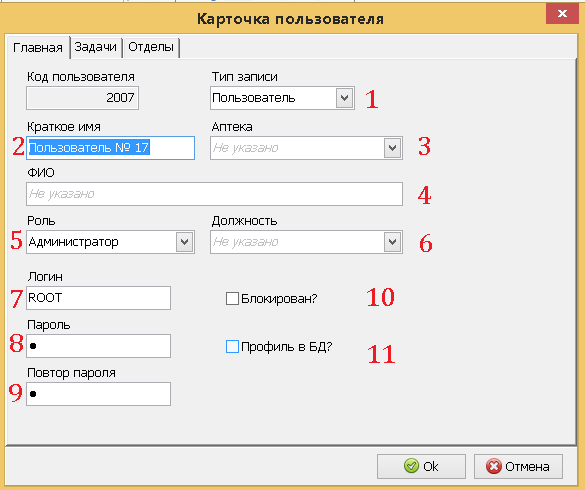 Карточка пользователя
Главная Задачи Отделы
Код пользователя Тип записи
2007 Пользователь 1
Краткое имя Аптека
2 Пользователь № 17 Не указано 3
ФИО
Не указано 4
Роль Должность
5 Администратор Не указано 6
Логин
7 ROOT Блокирован? 10
Пароль
8 Профиль в БД? 11
Повтор пароля
9
Ok Отмена